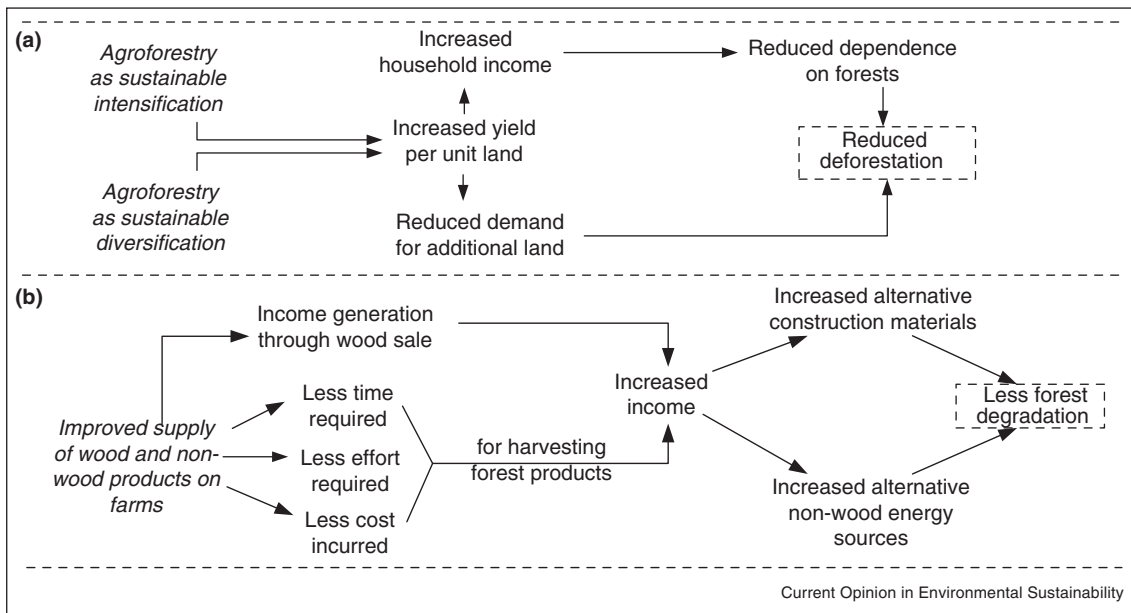 (a)
Agroforestry
as sustainable
intensification
Agroforestry
as sustainable
diversification
Increased
household income
Increased yield
per unit land
Reduced demand
for additional land
Reduced dependence
on forests
Reduced
deforestation
(b)
Income generation
through wood sale
Improved supply
of wood and non-
wood products on
farms
Less time
required
Less effort
required
Less cost
incurred
for harvesting
forest products
Increased
income
Increased alternative
construction materials
Increased alternative
non-wood energy
sources
Less forest
degradation
Current Opinion in Environmental Sustainability